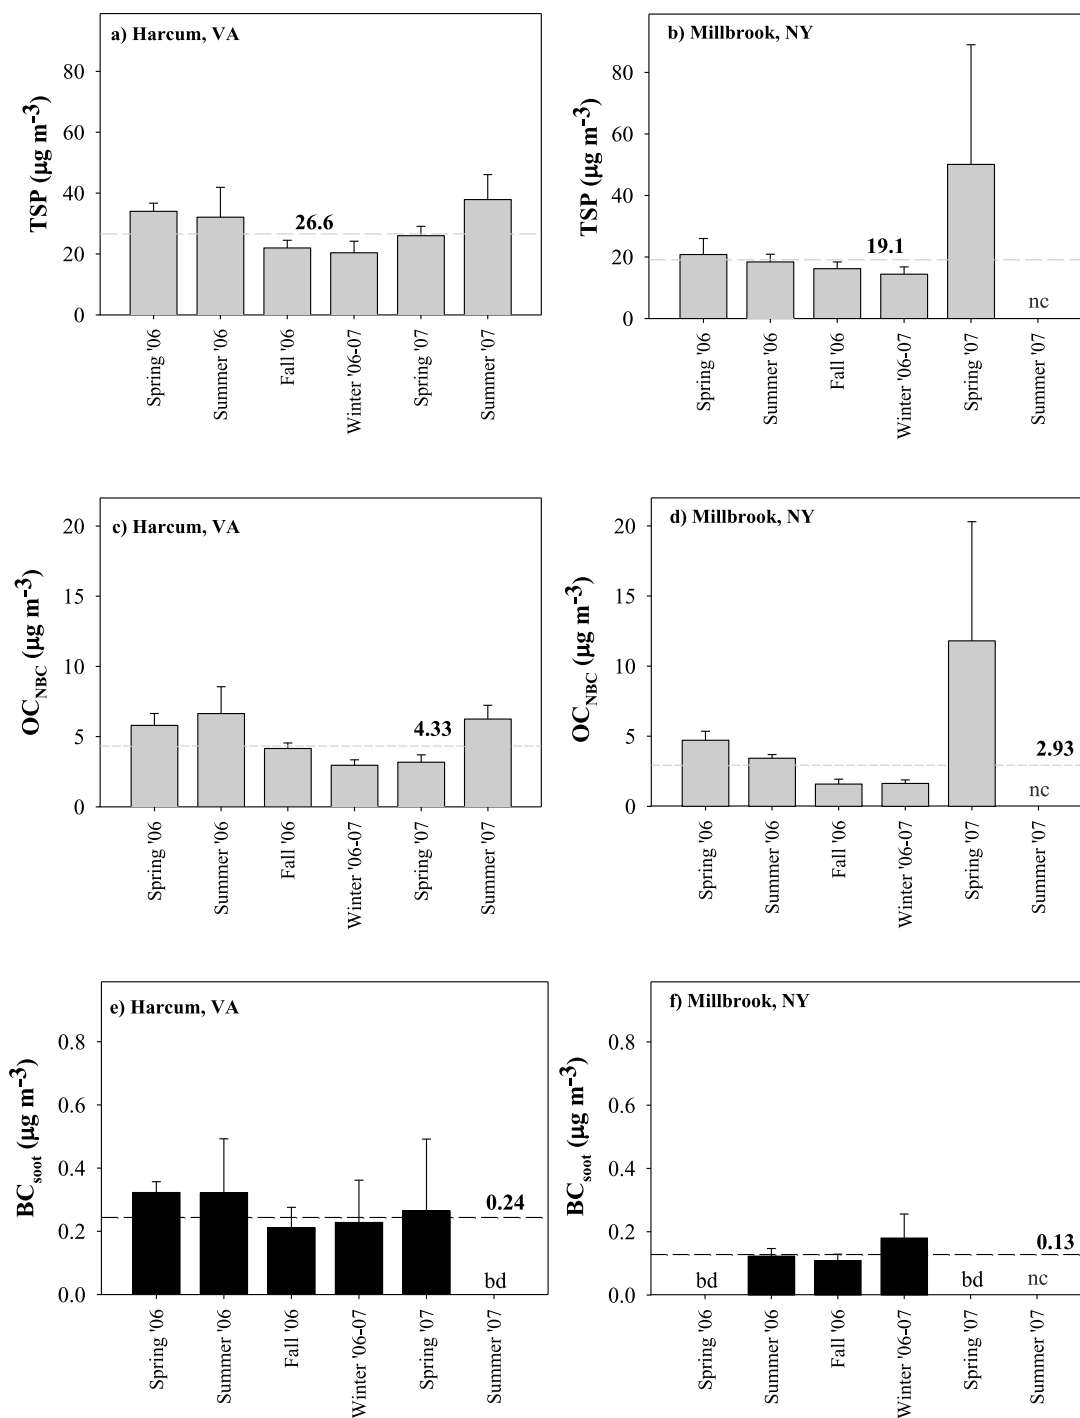 a) Harcum, VA
TSP (µg m-3)
80
60
40
20
0
26.6
Spring '06
Summer '06
Fall '06
Winter '06-07
Spring '07
Summer '07
b) Millbrook, NY
TSP (µg m-3)
80
60
40
20
0
19.1
nc
Spring '06
Summer '06
Fall '06
Winter '06-07
Spring '07
Summer '07
c) Harcum, VA
OCNBC (µg m-3)
20
15
10
5
0
4.33
Spring '06
Summer '06
Fall '06
Winter '06-07
Spring '07
Summer '07
d) Millbrook, NY
OCNBC (µg m-3)
20
15
10
5
0
2.93
nc
Spring '06
Summer '06
Fall '06
Winter '06-07
Spring '07
Summer '07
e) Harcum, VA
BCsoot (µg m-3)
0.8
0.6
0.4
0.2
0.0
0.24
bd
Spring '06
Summer '06
Fall '06
Winter '06-07
Spring '07
Summer '07
f) Millbrook, NY
BCsoot (µg m-3)
0.8
0.6
0.4
0.2
0.0
0.13
bd
bd
nc
Spring '06
Summer '06
Fall '06
Winter '06-07
Spring '07
Summer '07